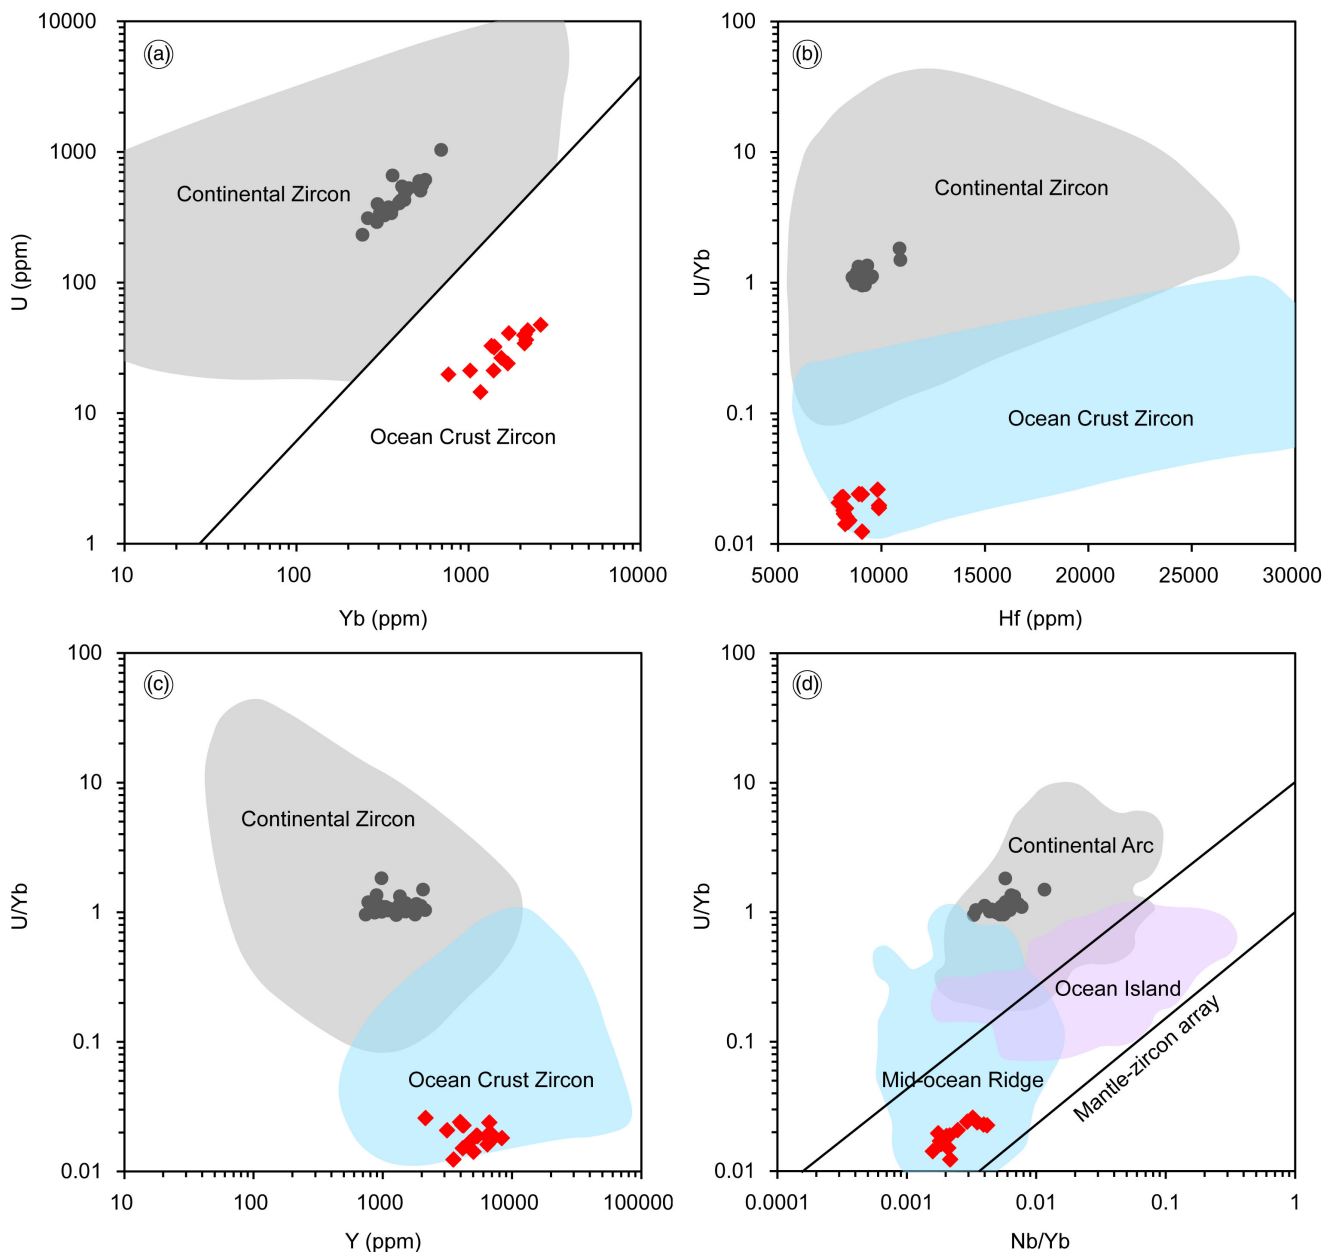 (a)
10000
1000
100
10
1
U (ppm)
Continental Zircon
Ocean Crust Zircon
10
100
1000
10000
Yb (ppm)
(b)
100
10
1
0.1
0.01
U/Yb
Continental Zircon
Ocean Crust Zircon
5000
10000
15000
20000
25000
30000
Hf (ppm)
(c)
100
10
1
0.1
0.01
U/Yb
Continental Zircon
Ocean Crust Zircon
10
100
1000
10000
100000
Y (ppm)
(d)
100
10
1
0.1
0.01
U/Yb
Continental Arc
Ocean Island
Mid-ocean Ridge
Mantle-zircon array
0.0001
0.001
0.01
0.1
1
Nb/Yb